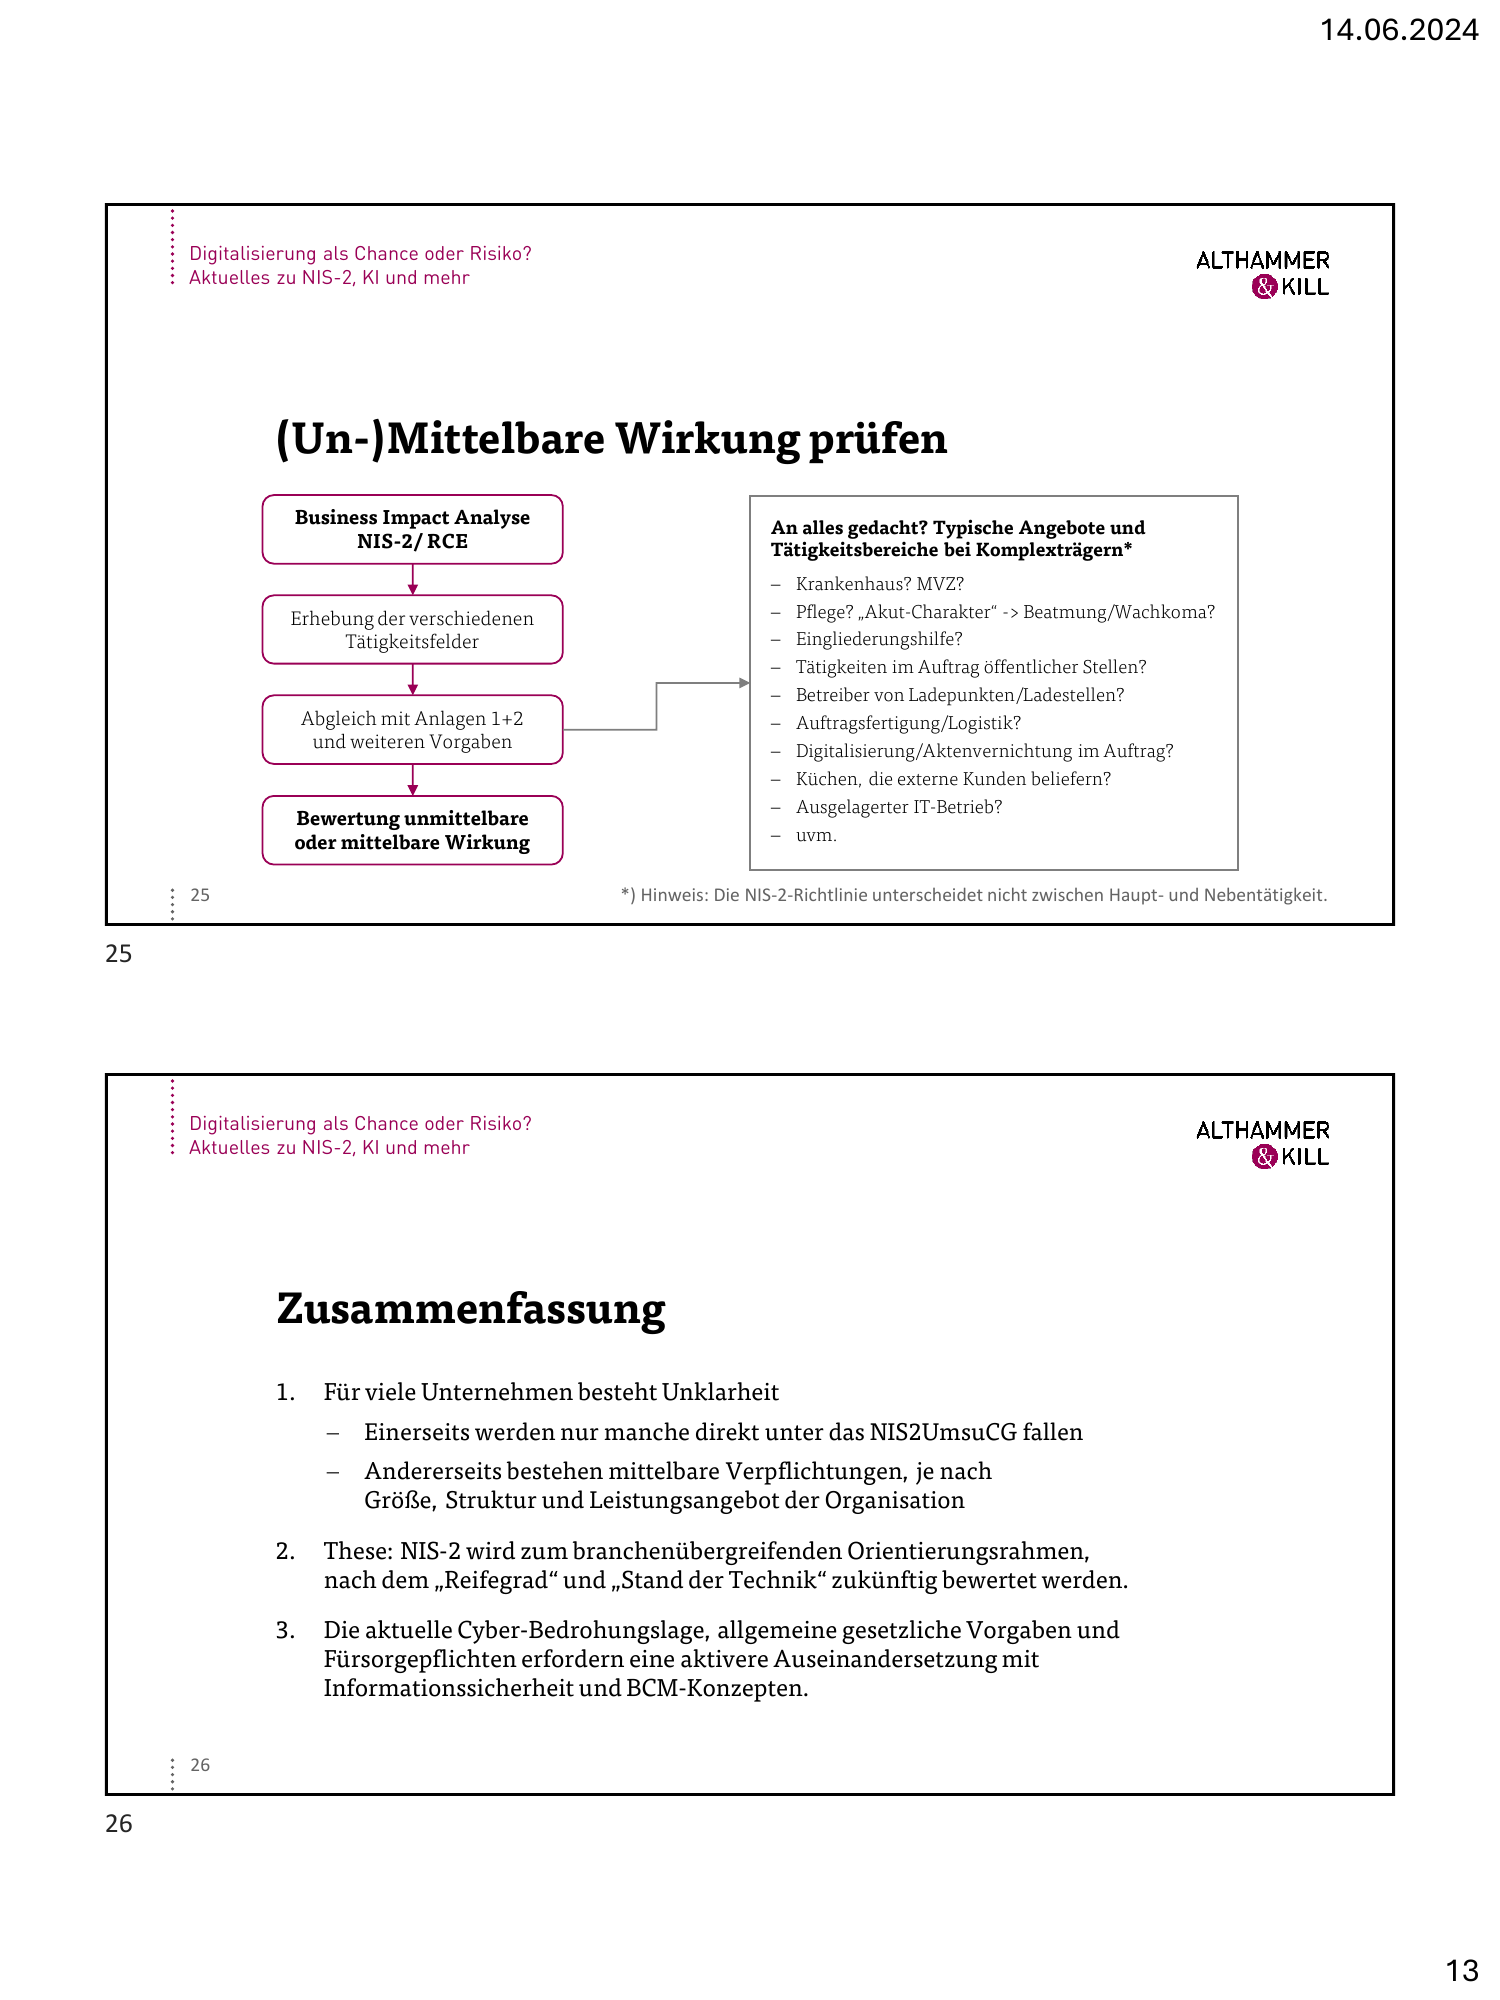 14.06.2024
Digitalisierung als Chance oder Risiko?
Aktuelles zu NIS-2, KI und mehr
ALTHAMMER
& KILL
(Un-)Mittelbare Wirkung prüfen
Business Impact Analyse
NIS-2/ RCE
Erhebung der verschiedenen
Tätigkeitsfelder
Abgleich mit Anlagen 1+2
und weiteren Vorgaben
Bewertung unmittelbare
oder mittelbare Wirkung
An alles gedacht? Typische Angebote und
Tätigkeitsbereiche bei Komplexträgern*
– Krankenhaus? MVZ?
– Pflege? „Akut-Charakter“ -> Beatmung/Wachkoma?
– Eingliederungshilfe?
– Tätigkeiten im Auftrag öffentlicher Stellen?
– Betreiber von Ladepunkten/Ladestellen?
– Auftragsfertigung/Logistik?
– Digitalisierung/Aktenvernichtung im Auftrag?
– Küchen, die externe Kunden beliefern?
– Ausgelagerter IT-Betrieb?
– uvm.
25
*) Hinweis: Die NIS-2-Richtlinie unterscheidet nicht zwischen Haupt- und Nebentätigkeit.
25
Digitalisierung als Chance oder Risiko?
Aktuelles zu NIS-2, KI und mehr
ALTHAMMER
& KILL
Zusammenfassung
1. Für viele Unternehmen besteht Unklarheit
– Einerseits werden nur manche direkt unter das NIS2UmsuCG fallen
– Andererseits bestehen mittelbare Verpflichtungen, je nach
Größe, Struktur und Leistungsangebot der Organisation
2. These: NIS-2 wird zum branchenübergreifenden Orientierungsrahmen,
nach dem „Reifegrad“ und „Stand der Technik“ zukünftig bewertet werden.
3. Die aktuelle Cyber-Bedrohungslage, allgemeine gesetzliche Vorgaben und
Fürsorgepflichten erfordern eine aktivere Auseinandersetzung mit
Informationssicherheit und BCM-Konzepten.
26
26
13